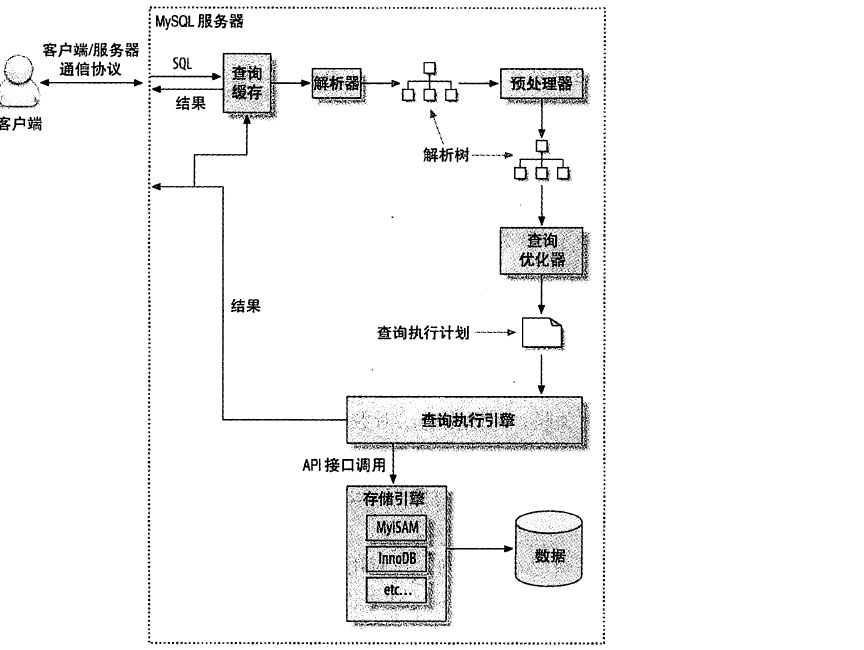 MySQL 服务器
客户端/服务器
通信协议
客户端
SQL
结果
查询
缓存
解析器
预处理器
解析树
查询
优化器
结果
查询执行计划
查询执行引擎
API 接口调用
存储引擎
MyISAM
InnoDB
etc...
数据